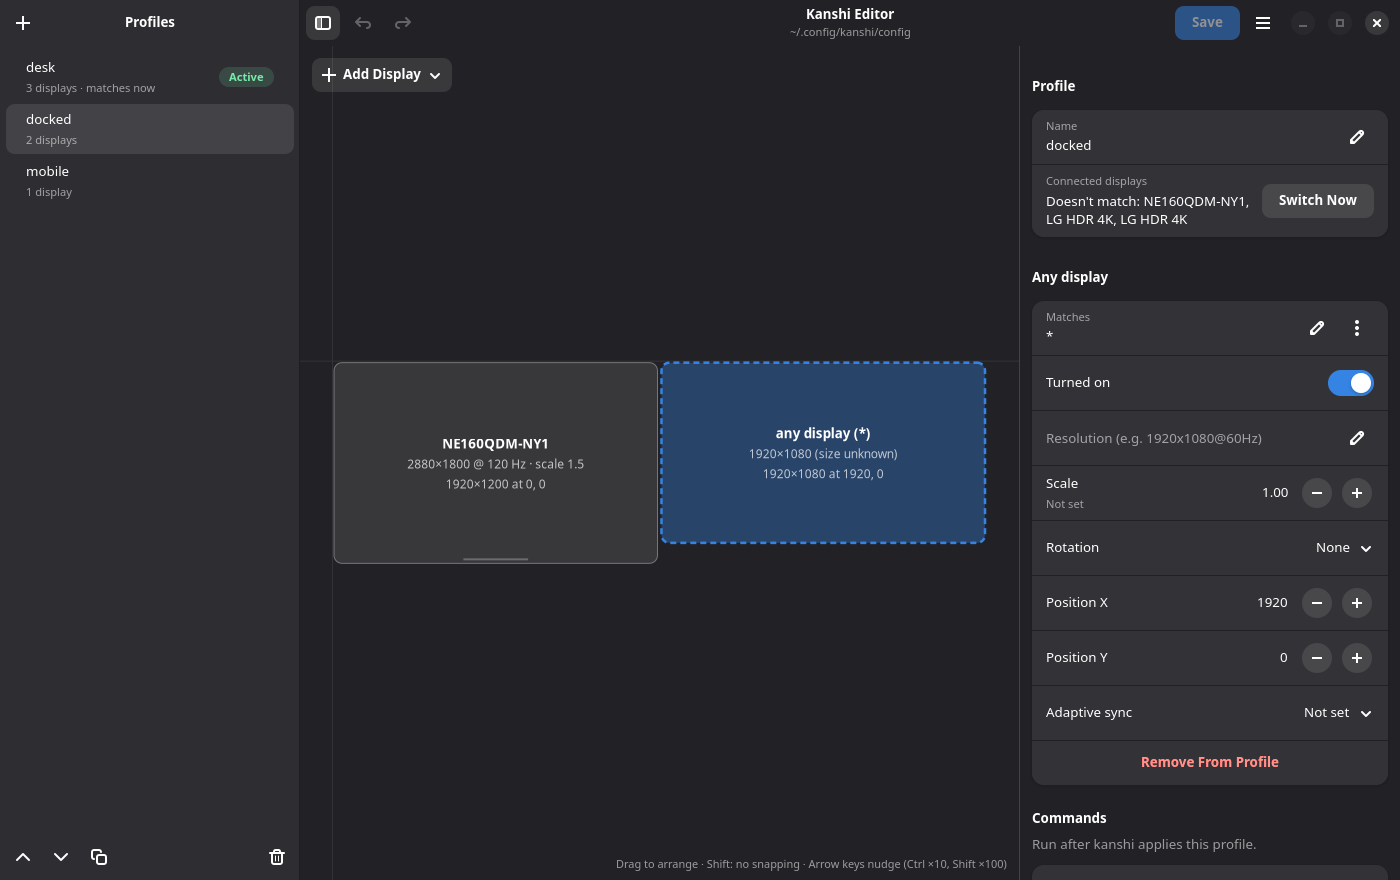 Profiles
desk
3 displays · matches now
Active
docked
2 displays
mobile
1 display
Kanshi Editor
~/.config/kanshi/config
Save
Add Display
NE160QDM-NY1
2880×1800 @ 120 Hz · scale 1.5
1920×1200 at 0, 0
any display (*)
1920×1080 (size unknown)
1920×1080 at 1920, 0
Drag to arrange · Shift: no snapping · Arrow keys nudge (Ctrl ×10, Shift ×100)
Profile
Name
docked
Connected displays
Doesn't match: NE160QDM-NY1,
LG HDR 4K, LG HDR 4K
Switch Now
Any display
Matches
*
Turned on
Resolution (e.g. 1920x1080@60Hz)
Scale
Not set
1.00
Rotation
None
Position X
1920
Position Y
0
Adaptive sync
Not set
Remove From Profile
Commands
Run after kanshi applies this profile.